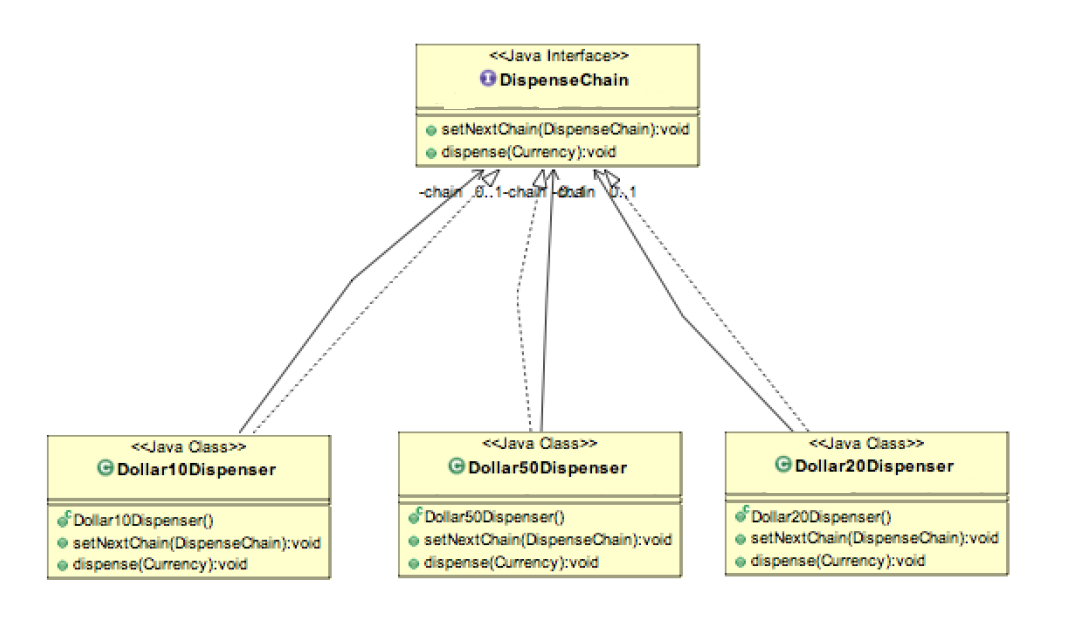 <<Java Interface>>
DispenseChain
setNextChain(DispenseChain):void
dispense(Currency):void
-chain 0..1 -chain -chain 0..1
<<Java Class>>
Dollar10Dispenser
Dollar10Dispenser()
setNextChain(DispenseChain):void
dispense(Currency):void
<<Java Class>>
Dollar50Dispenser
Dollar50Dispenser()
setNextChain(DispenseChain):void
dispense(Currency):void
<<Java Class>>
Dollar20Dispenser
Dollar20Dispenser()
setNextChain(DispenseChain):void
dispense(Currency):void